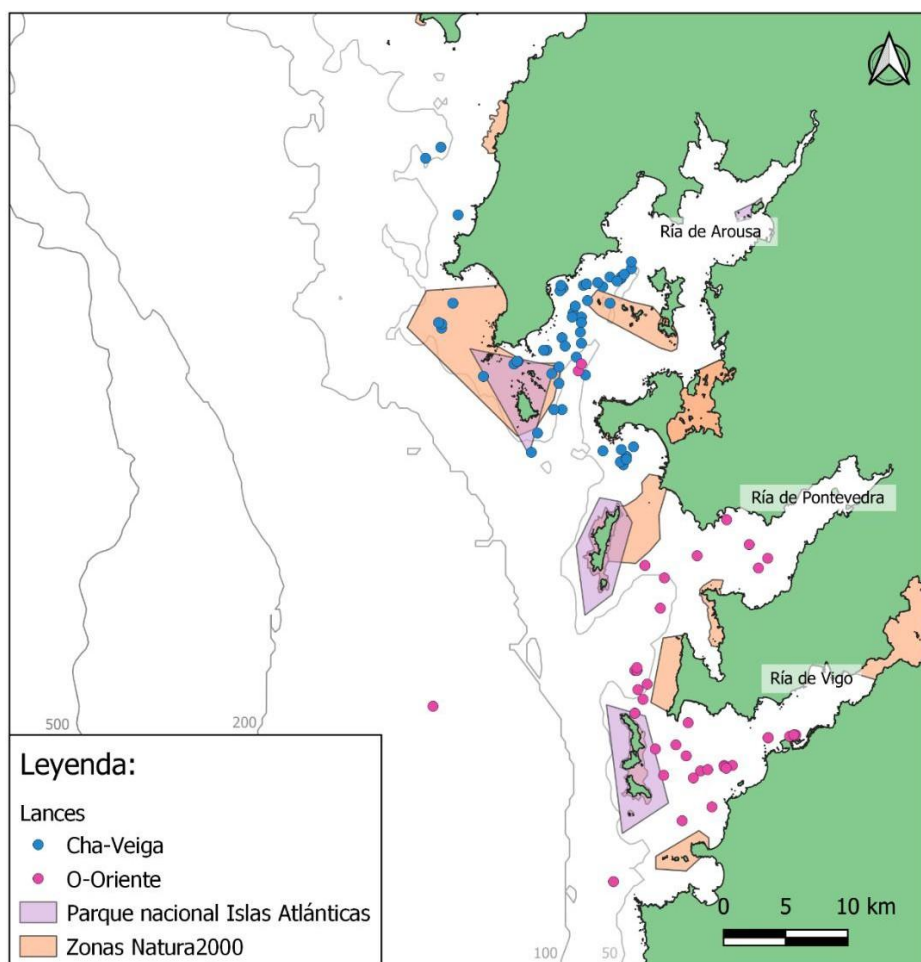 Ría de Arousa
Ría de Pontevedra
Ría de Vigo
500
200
Leyenda:
Lances
Cha-Veiga
O-Oriente
Parque nacional Islas Atlánticas
Zonas Natura2000
100
50
0 5 10 km